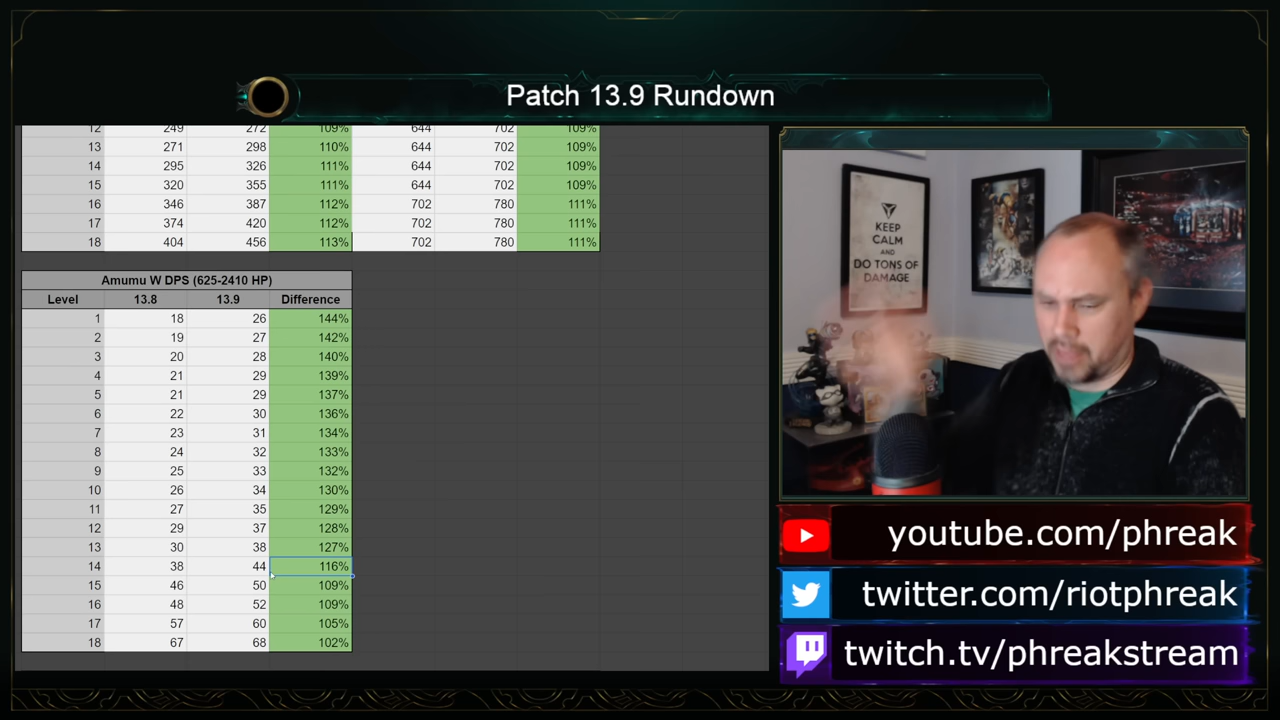 Patch 13.9 Rundown
12 249 272 109% 644 702 109%
13 271 298 110% 644 702 109%
14 295 326 111% 644 702 109%
15 320 355 111% 644 702 109%
16 346 387 112% 702 780 111%
17 374 420 112% 702 780 111%
18 404 456 113% 702 780 111%
Amumu W DPS (625-2410 HP)
Level 13.8 13.9 Difference
1 18 26 144%
2 19 27 142%
3 20 28 140%
4 21 29 139%
5 21 29 137%
6 22 30 136%
7 23 31 134%
8 24 32 133%
9 25 33 132%
10 26 34 130%
11 27 35 129%
12 29 37 128%
13 30 38 127%
14 38 44 116%
15 46 50 109%
16 48 52 109%
17 57 60 105%
18 67 68 102%
KEEP
CALM
AND
DO TONS OF
DAMAGE
youtube.com/phreak
twitter.com/riotphreak
twitch.tv/phreakstream